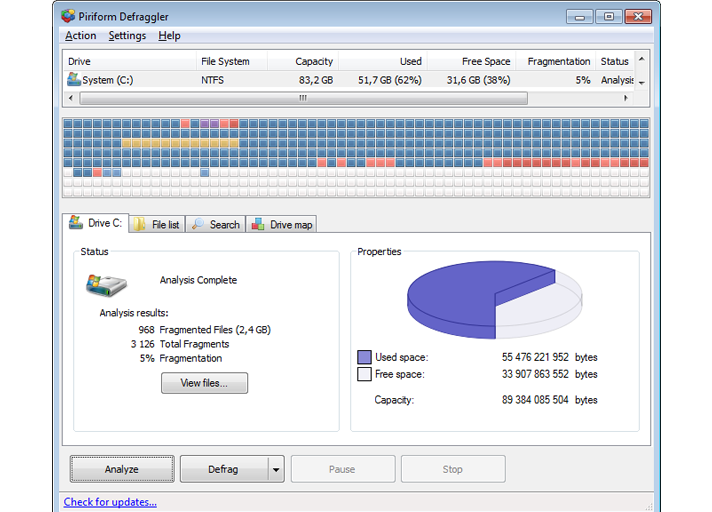 Piriform Defraggler
Action Settings Help
Drive File System Capacity Used Free Space Fragmentation Status
System (C:) NTFS 83,2 GB 51,7 GB (62%) 31,6 GB (38%) 5% Analysis
Drive C: File list Search Drive map
Status
Analysis Complete
Analysis results:
968 Fragmented Files (2,4 GB)
3 126 Total Fragments
5% Fragmentation
View files...
Properties
Used space: 55 476 221 952 bytes
Free space: 33 907 863 552 bytes
Capacity: 89 384 085 504 bytes
Analyze Defrag Pause Stop
Check for updates...